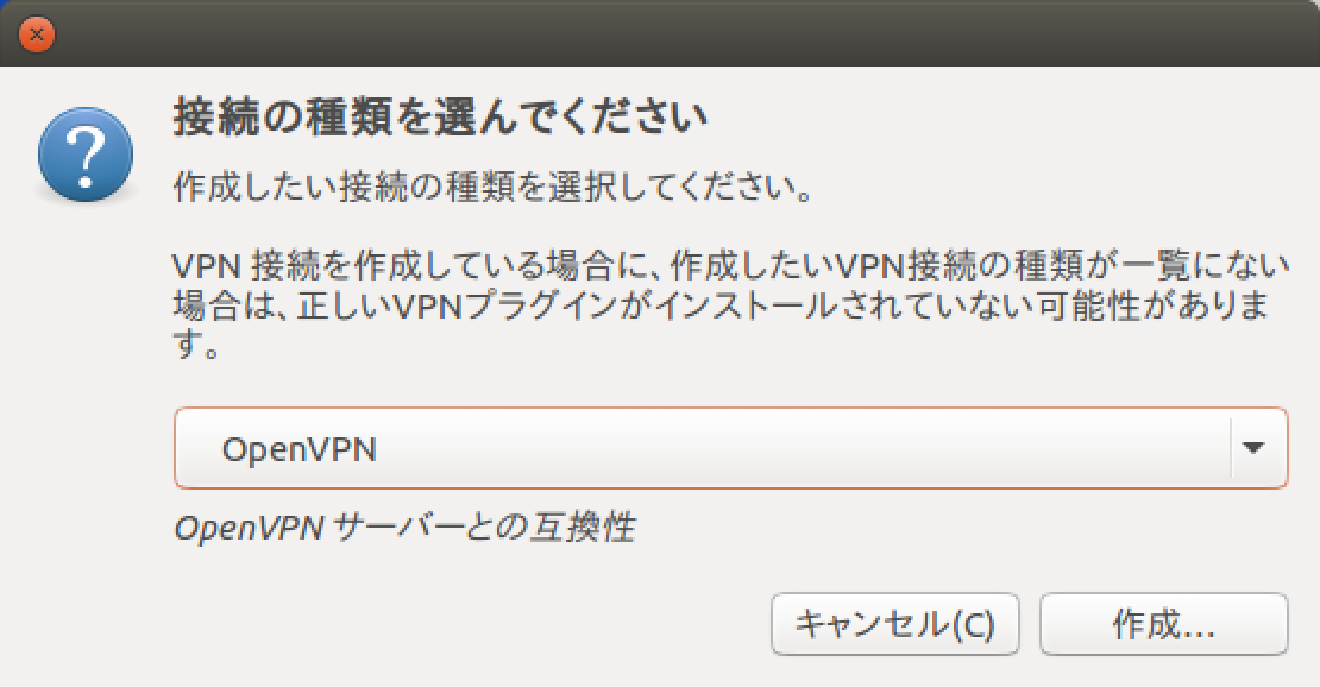 接続の種類を選んでください
作成したい接続の種類を選択してください。
VPN 接続を作成している場合に、作成したいVPN接続の種類が一覧にない
場合は、正しいVPNプラグインがインストールされていない可能性がありま
す。
OpenVPN
OpenVPN サーバーとの互換性
キャンセル(C)
作成...